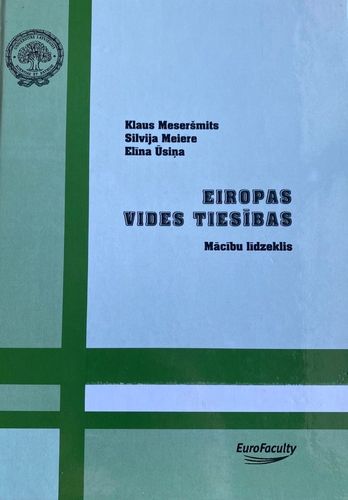 Klaus Meseršmits
Silvija Meiere
Elīna Ūsiņa
EIROPAS
VIDES TIESĪBAS
Mācību līdzeklis
EuroFaculty